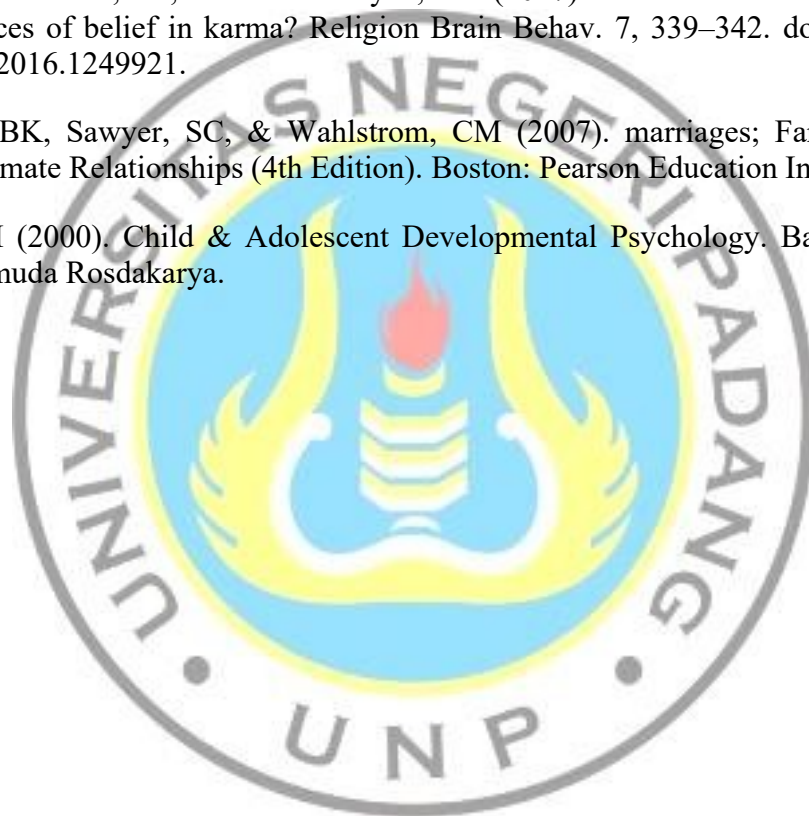 ces of belief in karma? Religion Brain Behav. 7, 339–342. do
2016.1249921.
BK, Sawyer, SC, & Wahlstrom, CM (2007). marriages; Fa
mate Relationships (4th Edition). Boston: Pearson Education In
(2000). Child & Adolescent Developmental Psychology. Ba
muda Rosdakarya.
UNIVERSITAS NEGERI PADANG
• UNP •